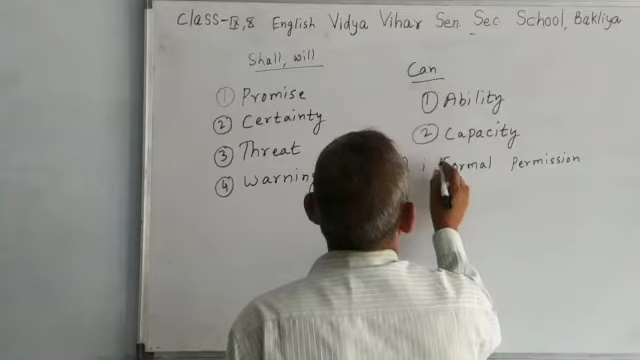 Class-IX, 8 English Vidya Vihar Sen. Sec. School, Bakliya
Shall, will
① Promise
② Certainty
③ Threat
④ Warning
Can
① Ability
② Capacity
Formal Permission